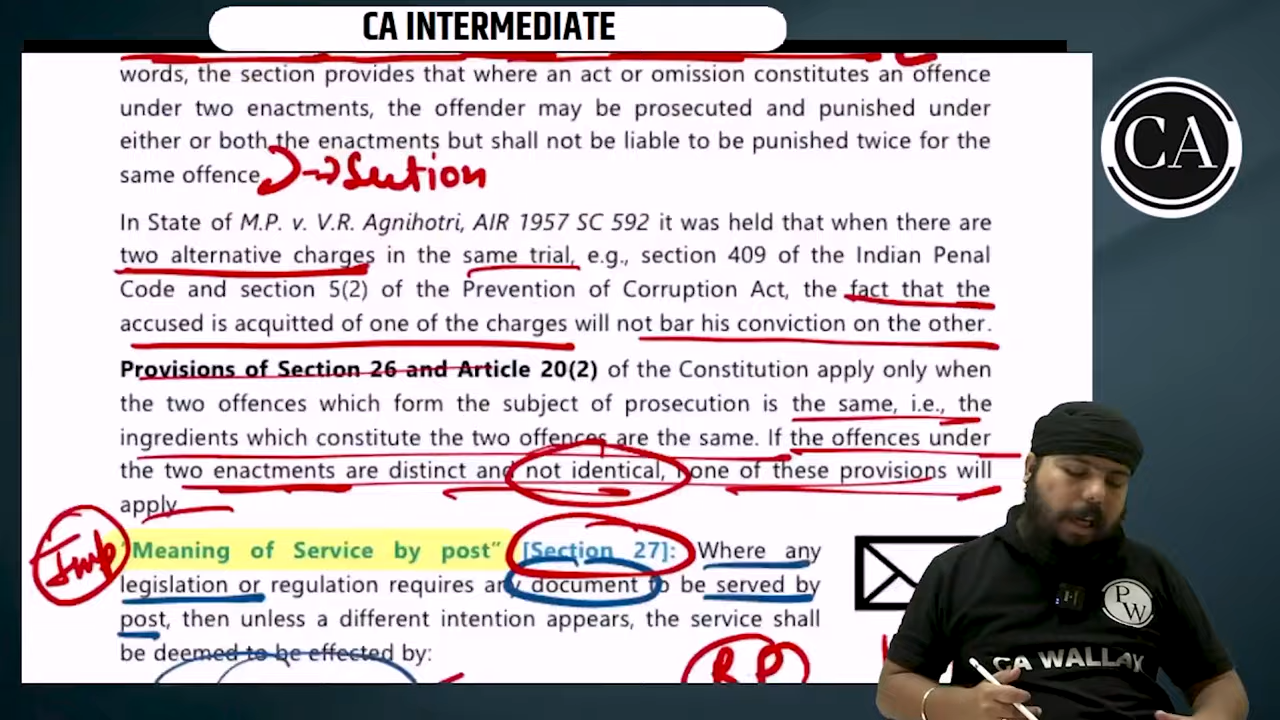 CA INTERMEDIATE
words, the section provides that where an act or omission constitutes an offence
under two enactments, the offender may be prosecuted and punished under
either or both the enactments but shall not be liable to be punished twice for the
same offence → Section
CA
In State of M.P. v. V.R. Agnihotri, AIR 1957 SC 592 it was held that when there are
two alternative charges in the same trial, e.g., section 409 of the Indian Penal
Code and section 5(2) of the Prevention of Corruption Act, the fact that the
accused is acquitted of one of the charges will not bar his conviction on the other.
Provisions of Section 26 and Article 20(2) of the Constitution apply only when
the two offences which form the subject of prosecution is the same, i.e., the
ingredients which constitute the two offences are the same. If the offences under
the two enactments are distinct and not identical, none of these provisions will
apply
Imp "Meaning of Service by post" [Section 27]: Where any
legislation or regulation requires any document to be served by
post, then unless a different intention appears, the service shall
be deemed to be effected by:
RP
PW
CA WALLAH